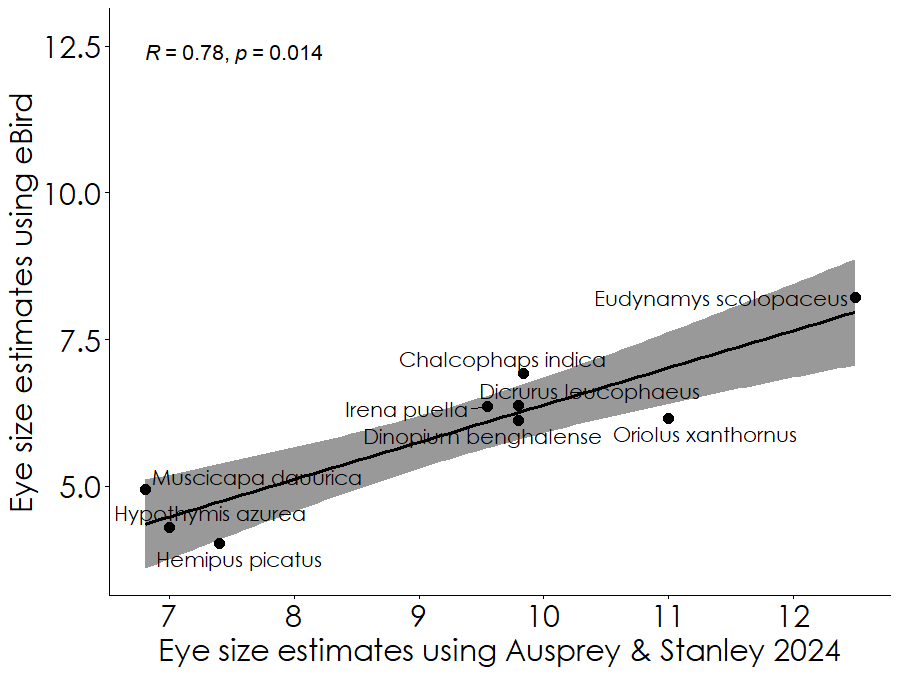 R = 0.78, p = 0.014
12.5
10.0
7.5
5.0
Eye size estimates using eBird
Eudynamys scolopaceus
Chalcophaps indica
Dicrurus leucophaeus
Irena puella
Dinopium benghalense
Oriolus xanthornus
Muscicapa dauurica
Hypothymis azurea
Hemipus picatus
7 8 9 10 11 12
Eye size estimates using Ausprey & Stanley 2024